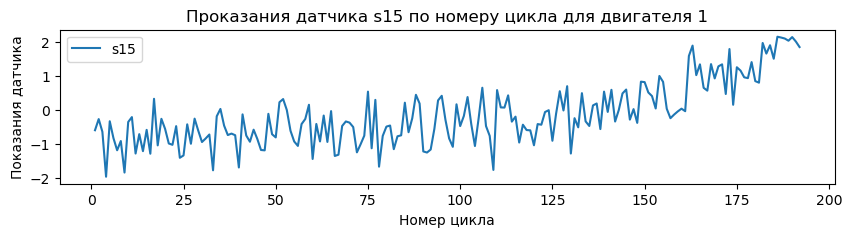 Проказания датчика s15 по номеру цикла для двигателя 1
s15
Показания датчика
2
1
0
−1
−2
0 25 50 75 100 125 150 175 200
Номер цикла